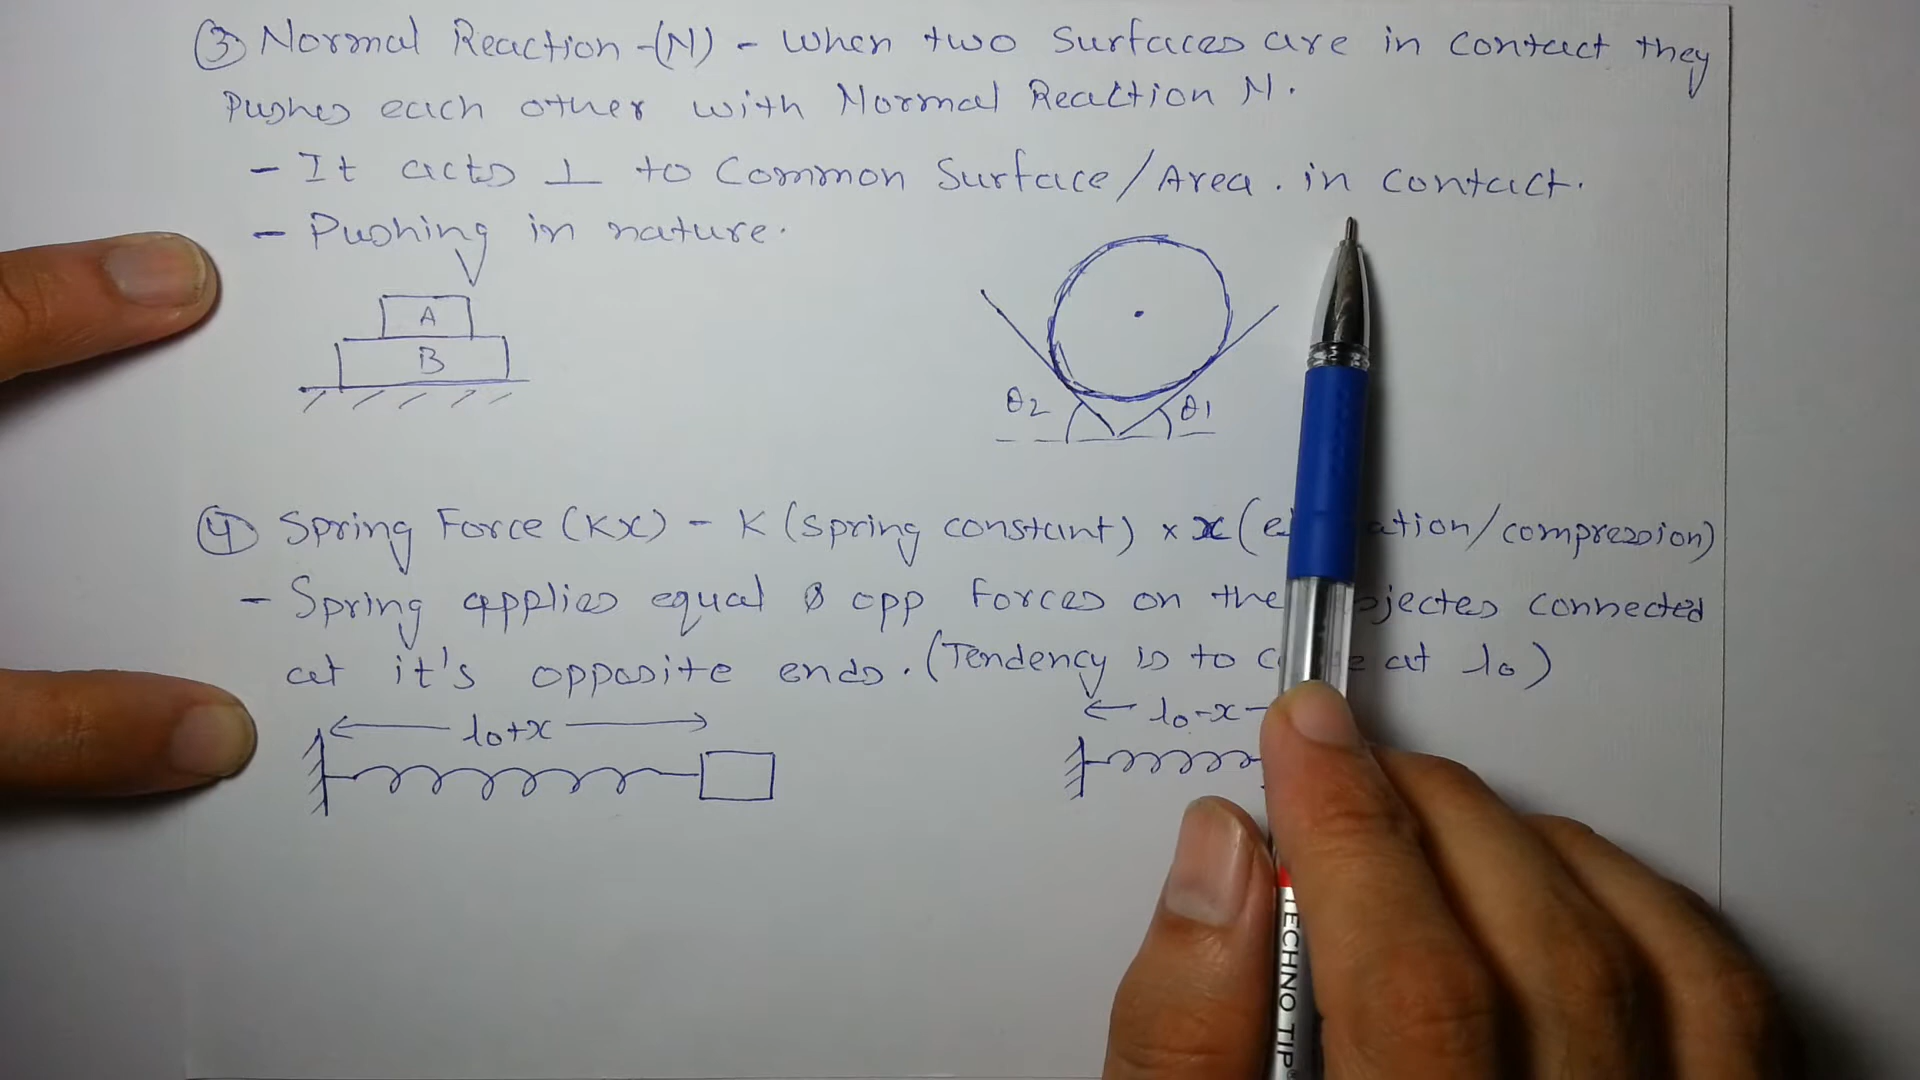 ③ Normal Reaction -(N) - When two Surfaces are in contact they
Pushes each other with Normal Reaction N.
- It acts ⊥ to Common Surface/Area. in contact.
- Pushing in nature.
A
B
θ2
θ1
④ Spring Force (Kx) - K (spring constant) × x (e ation/compression)
- Spring applies equal & opp Forces on the jectes connected
at it's opposite ends. (Tendency is to c e at l0)
l0+x
l0-x
TECHNO TIP